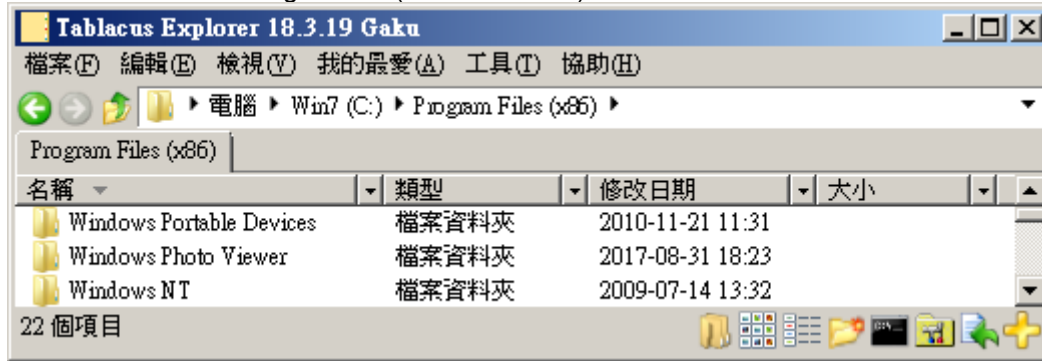 Tablacus Explorer 18.3.19 Gaku
檔案(F) 編輯(E) 檢視(V) 我的最愛(A) 工具(T) 協助(H)
電腦 Win7 (C:) Program Files (x86)
Program Files (x86)
名稱 類型 修改日期 大小
Windows Portable Devices 檔案資料夾 2010-11-21 11:31
Windows Photo Viewer 檔案資料夾 2017-08-31 18:23
Windows NT 檔案資料夾 2009-07-14 13:32
22 個項目